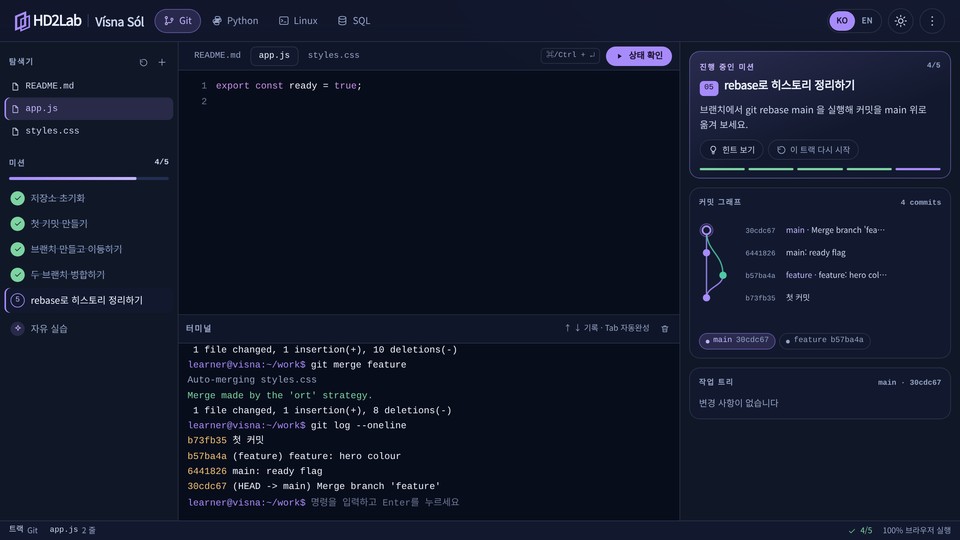 HD2Lab
Vísna Sól
Git
Python
Linux
SQL
KO
EN
탐색기
README.md
app.js
styles.css
미션
4/5
저장소 초기화
첫 커밋 만들기
브랜치 만들고 이동하기
두 브랜치 병합하기
5
rebase로 히스토리 정리하기
자유 실습
README.md
app.js
styles.css
⌘/Ctrl + ↵
상태 확인
1 export const ready = true;
2
터미널
↑ ↓ 기록 · Tab 자동완성
1 file changed, 1 insertion(+), 10 deletions(-)
learner@visna:~/work$ git merge feature
Auto-merging styles.css
Merge made by the 'ort' strategy.
1 file changed, 1 insertion(+), 8 deletions(-)
learner@visna:~/work$ git log --oneline
b73fb35 첫 커밋
b57ba4a (feature) feature: hero colour
6441826 main: ready flag
30cdc67 (HEAD -> main) Merge branch 'feature'
learner@visna:~/work$ 명령을 입력하고 Enter를 누르세요
진행 중인 미션
4/5
05 rebase로 히스토리 정리하기
브랜치에서 git rebase main 을 실행해 커밋을 main 위로
옮겨 보세요.
힌트 보기
이 트랙 다시 시작
커밋 그래프
4 commits
30cdc67 main · Merge branch 'fea…
6441826 main: ready flag
b57ba4a feature · feature: hero col…
b73fb35 첫 커밋
main 30cdc67
feature b57ba4a
작업 트리
main · 30cdc67
변경 사항이 없습니다
트랙 Git
app.js 2 줄
4/5
100% 브라우저 실행